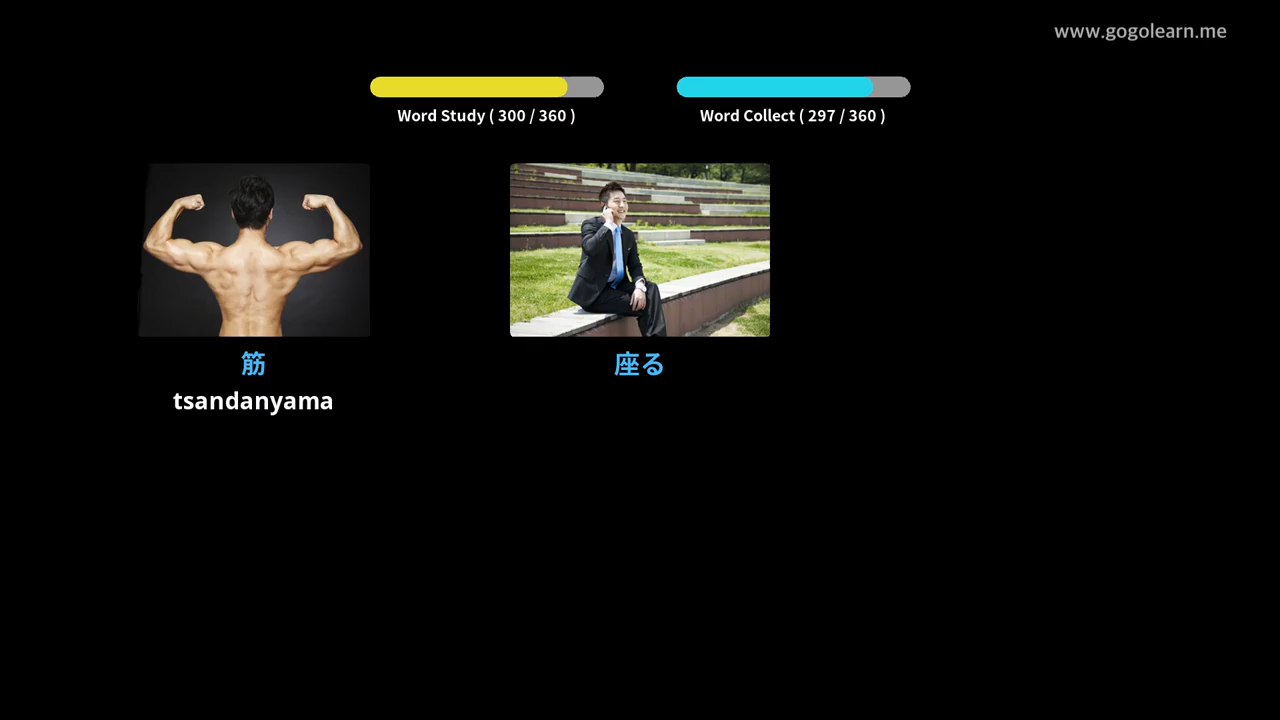 www.gogolearn.me
Word Study ( 300 / 360 )
Word Collect ( 297 / 360 )
筋
座る
tsandanyama